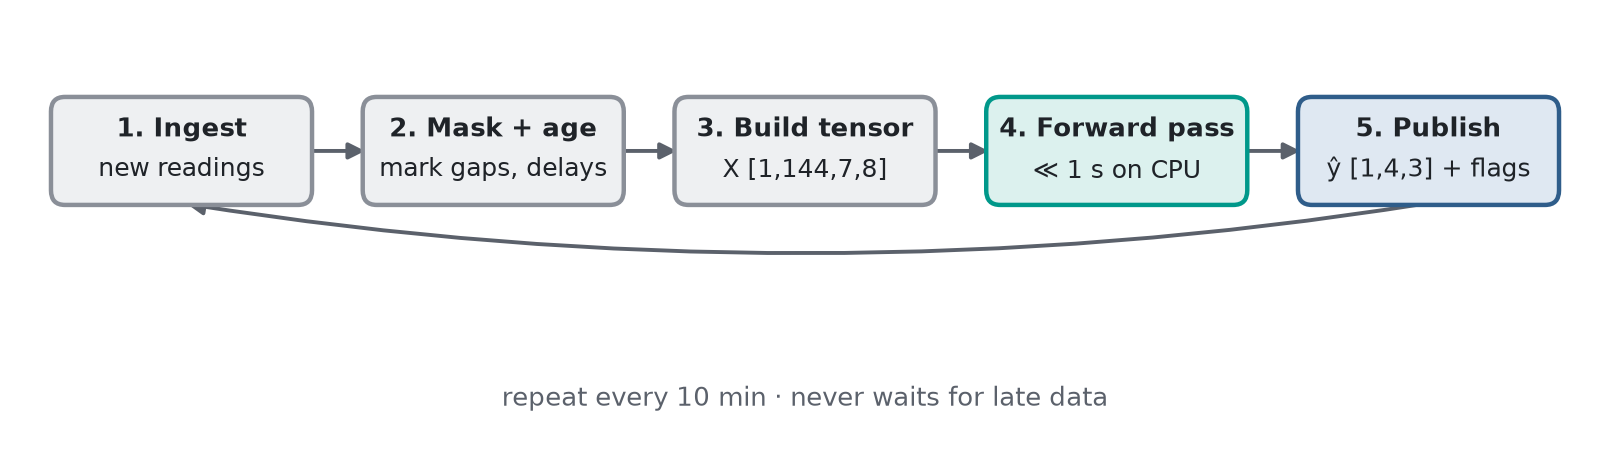 1. Ingest
new readings
2. Mask + age
mark gaps, delays
3. Build tensor
X [1,144,7,8]
4. Forward pass
≪ 1 s on CPU
5. Publish
ŷ [1,4,3] + flags
repeat every 10 min · never waits for late data